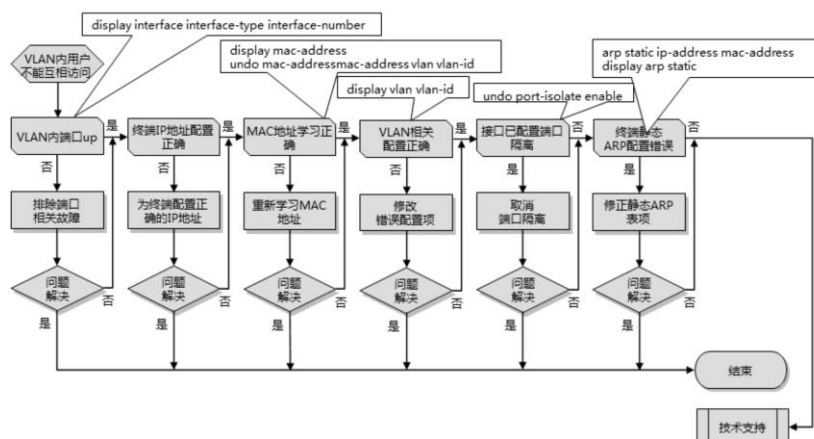 display interface interface-type interface-number
display mac-address
undo mac-addressmac-address vlan vlan-id
arp static ip-address mac-address
display arp static
display vlan vlan-id
undo port-isolate enable
VLAN内用户
不能互相访问
VLAN内端口up
是
终端IP地址配置
正确
是
MAC地址学习正
确
是
VLAN相关
配置正确
是
接口已配置端口
隔离
否
终端静态
ARP配置错误
否
否
否
否
否
是
是
排除端口
相关故障
为终端配置正
确的IP地址
重新学习MAC
地址
修改
错误配置项
取消
端口隔离
修正静态ARP
表项
问题
解决
否
问题
解决
否
问题
解决
否
问题
解决
否
问题
解决
否
问题
解决
否
是
是
是
是
是
是
结束
技术支持